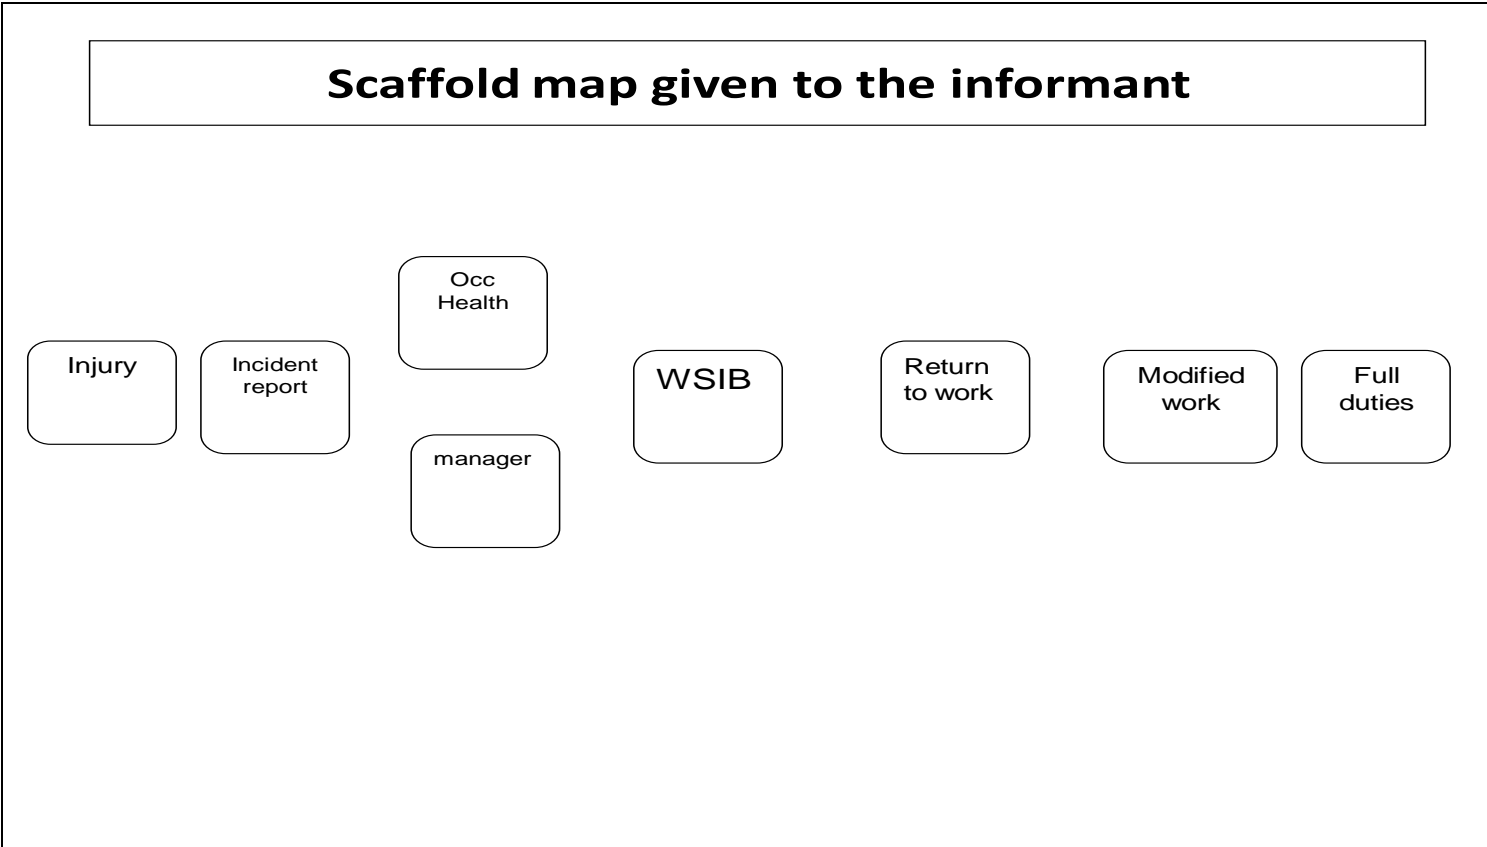 Scaffold map given to the informant
Injury
Incident
report
Occ
Health
manager
WSIB
Return
to work
Modified
work
Full
duties